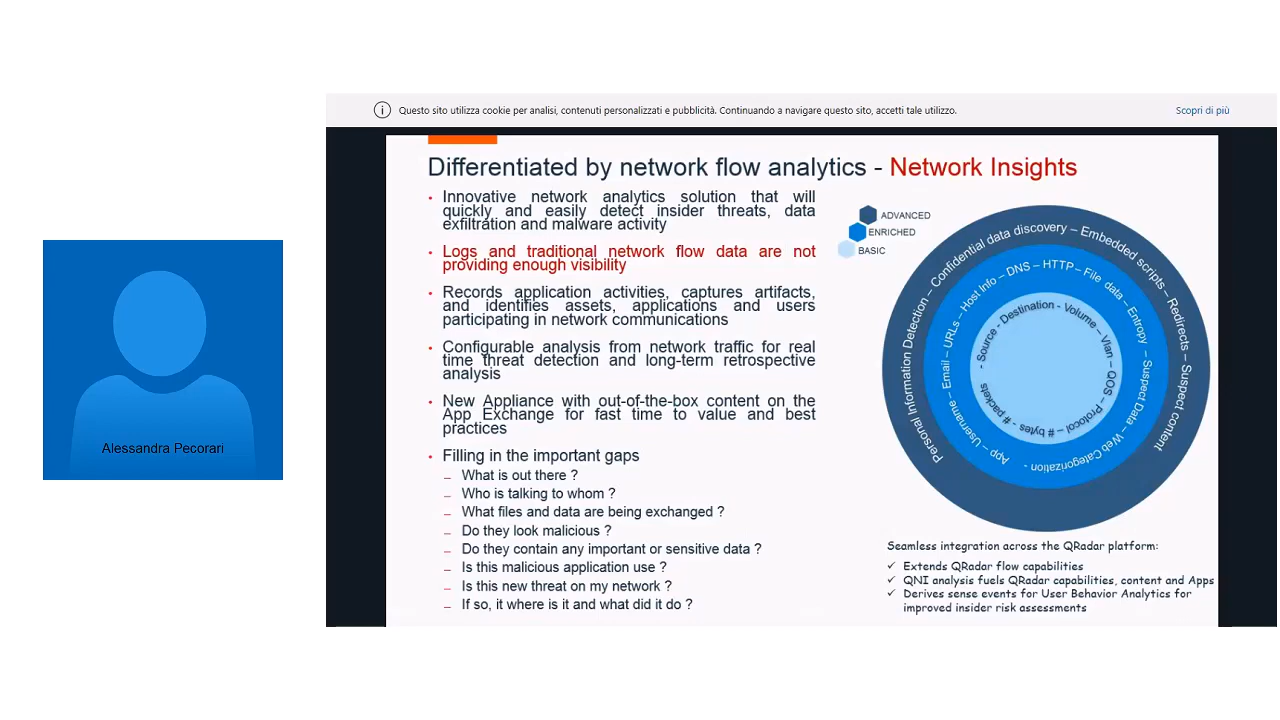 Questo sito utilizza cookie per analisi, contenuti personalizzati e pubblicità. Continuando a navigare questo sito, accetti tale utilizzo.
Scopri di più
Differentiated by network flow analytics - Network Insights
• Innovative network analytics solution that will
quickly and easily detect insider threats, data
exfiltration and malware activity
• Logs and traditional network flow data are not
providing enough visibility
• Records application activities, captures artifacts,
and identifies assets, applications and users
participating in network communications
• Configurable analysis from network traffic for real
time threat detection and long-term retrospective
analysis
• New Appliance with out-of-the-box content on the
App Exchange for fast time to value and best
practices
• Filling in the important gaps
– What is out there ?
– Who is talking to whom ?
– What files and data are being exchanged ?
– Do they look malicious ?
– Do they contain any important or sensitive data ?
– Is this malicious application use ?
– Is this new threat on my network ?
– If so, it where is it and what did it do ?
ADVANCED
ENRICHED
BASIC
Personal Information Detection – Confidential data discovery – Embedded scripts – Redirects – Suspect content
App – Username – Email – URLs – Host Info – DNS – HTTP – File data – Entropy – Suspect Data – Web Categorization -
- Source - Destination - Volume – Vlan – QOS – Protocol – # bytes - # packets
Seamless integration across the QRadar platform:
✓ Extends QRadar flow capabilities
✓ QNI analysis fuels QRadar capabilities, content and Apps
✓ Derives sense events for User Behavior Analytics for
improved insider risk assessments
Alessandra Pecorari